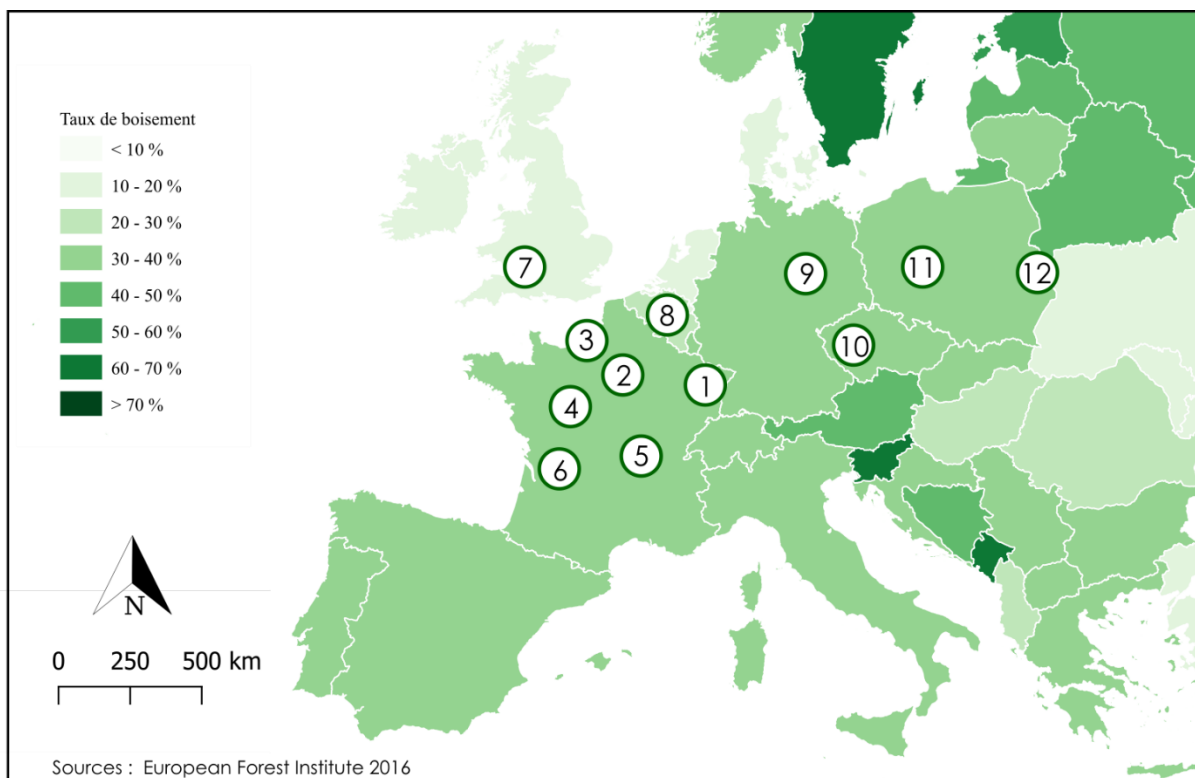 Taux de boisement
< 10 %
10 - 20 %
20 - 30 %
30 - 40 %
40 - 50 %
50 - 60 %
60 - 70 %
> 70 %
7
8
9
11
12
3
2
10
1
4
5
6
N
0 250 500 km
Sources : European Forest Institute 2016